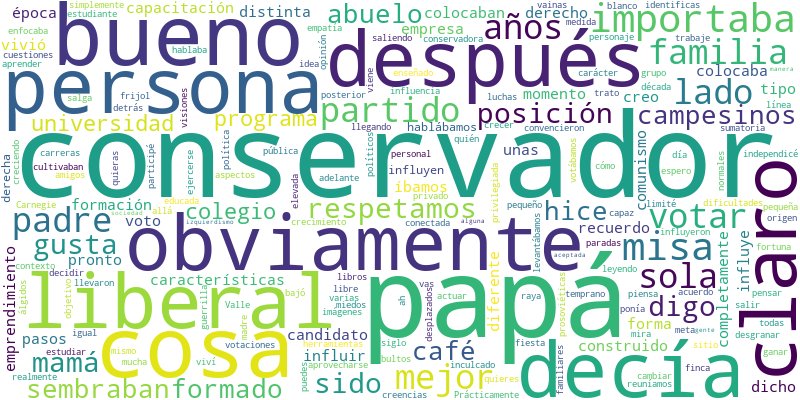 conservador
papá
obviamente
después
liberal
persona
bueno
claro
cosa
decía
padre
misa
votar
posición
partido
importaba
años
familia
lado
campesinos
abuelo
universidad
programa
colegio
respetamos
hice
sola
digo
gusta
mamá
sembraban
formado
sido
mejor
café
candidato
influir
diferente
forma
construido
dicho
influye
completamente
recuerdo
creo
tipo
momento
colocaba
colocaban
derecho
empresa
distinta
capacitación
época
vivió
formación
voto
características
pronto
pasos
emprendimiento
comunismo
hablábamos
íbamos
influyen
unas
estudiante
simplemente
enfocaba
cuestiones
aprender
frijol
salga
detrás
posterior
visiones
idea
opinión
empatía
hablaba
saliendo
conservadora
viene
enseñado
influencia
carácter
trato
década
luchas
grupo
personaje
medida
blanco
trabaje
vainas
identificas
manera
línea
sumatoria
llegando
convencieron
crecer
quién
políticos
votábamos
cómo
día
espero
normales
independicé
limité
dificultades
pequeña
origen
privilegiada
levantábamos
pequeño
capaz
paradas
aceptada
alguna
derecha
creciendo
cultivaban
carreras
amigos
quieras
participé
política
ejercerse
aspectos
pública
personal
adelante
elevada
privado
educada
crecimiento
conectada
Carnegie
allá
izquierdismo
sociedad
contexto
decidir
llevaron
álgidos
objetivo
igual
estudiar
realmente
mucha
mismo
votaciones
viví
guerrilla
Valle
madre
bajó
herramientas
puedes
aprovecharse
libros
libre
varias
miedos
imágenes
ah
siglo
bultos
inculcado
creencias
vas
desplazados
actuar
reuniamos
Prácticamente
raya
temprano
fiesta
quieres
prosoviéticas
acuerdo
ponía
piensa
mira
familiares
cambiar
finca
sitio
leyendo
meta
gente
fortuna
pensar
salir
todas
desgranar
ganar